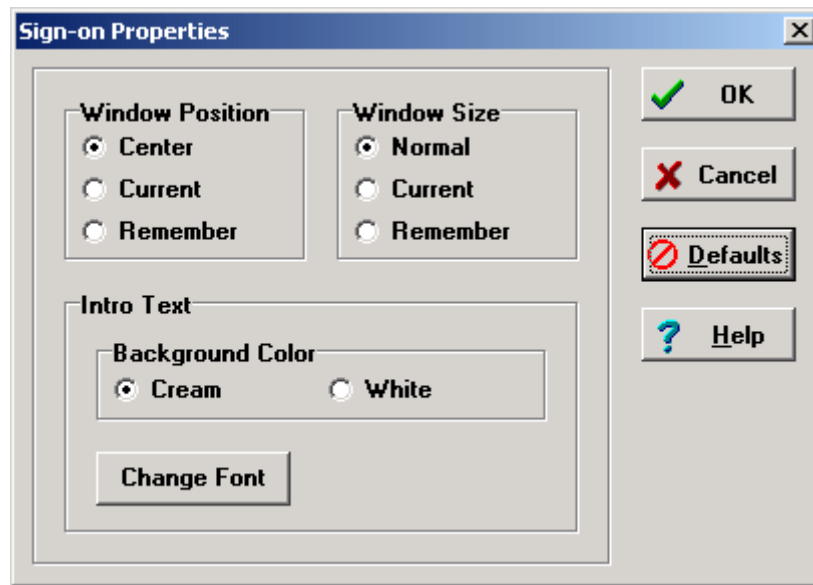 Sign-on Properties
Window Position
Center
Current
Remember
Window Size
Normal
Current
Remember
Intro Text
Background Color
Cream White
Change Font
OK
Cancel
Defaults
Help